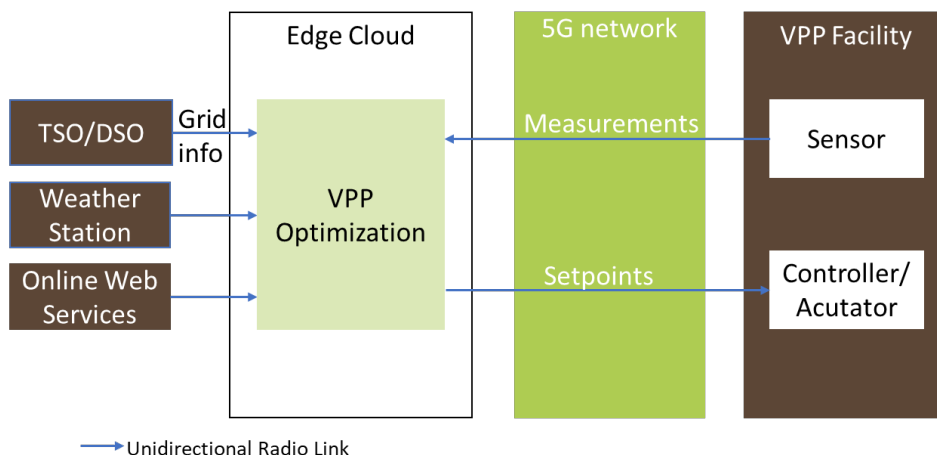 Edge Cloud
5G network
VPP Facility
TSO/DSO
Grid
info
Measurements
Sensor
Weather
Station
VPP
Optimization
Online Web
Services
Setpoints
Controller/
Acutator
Unidirectional Radio Link